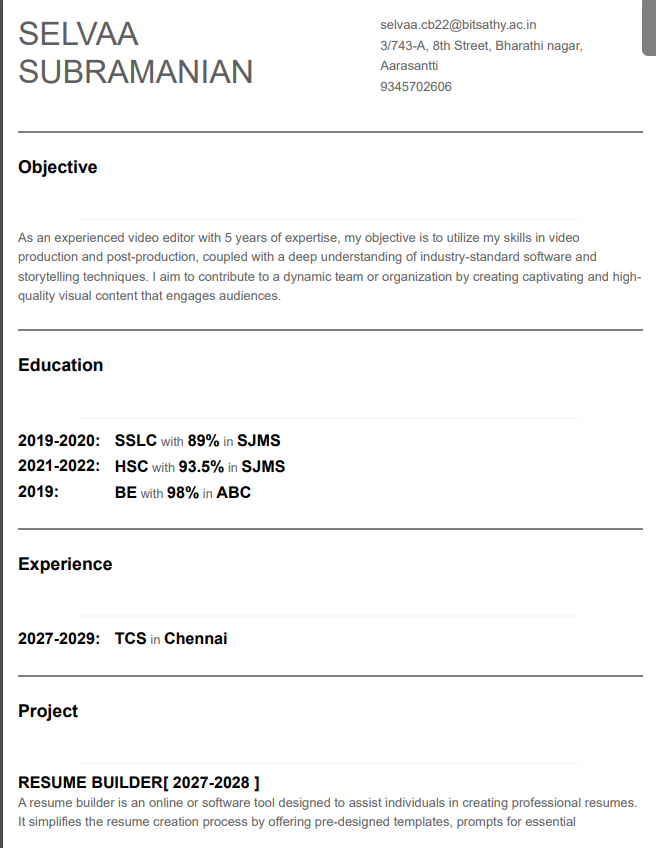 SELVAA
SUBRAMANIAN
selvaa.cb22@bitsathy.ac.in
3/743-A, 8th Street, Bharathi nagar,
Aarasantti
9345702606
Objective
As an experienced video editor with 5 years of expertise, my objective is to utilize my skills in video
production and post-production, coupled with a deep understanding of industry-standard software and
storytelling techniques. I aim to contribute to a dynamic team or organization by creating captivating and high-
quality visual content that engages audiences.
Education
2019-2020: SSLC with 89% in SJMS
2021-2022: HSC with 93.5% in SJMS
2019: BE with 98% in ABC
Experience
2027-2029: TCS in Chennai
Project
RESUME BUILDER[ 2027-2028 ]
A resume builder is an online or software tool designed to assist individuals in creating professional resumes.
It simplifies the resume creation process by offering pre-designed templates, prompts for essential